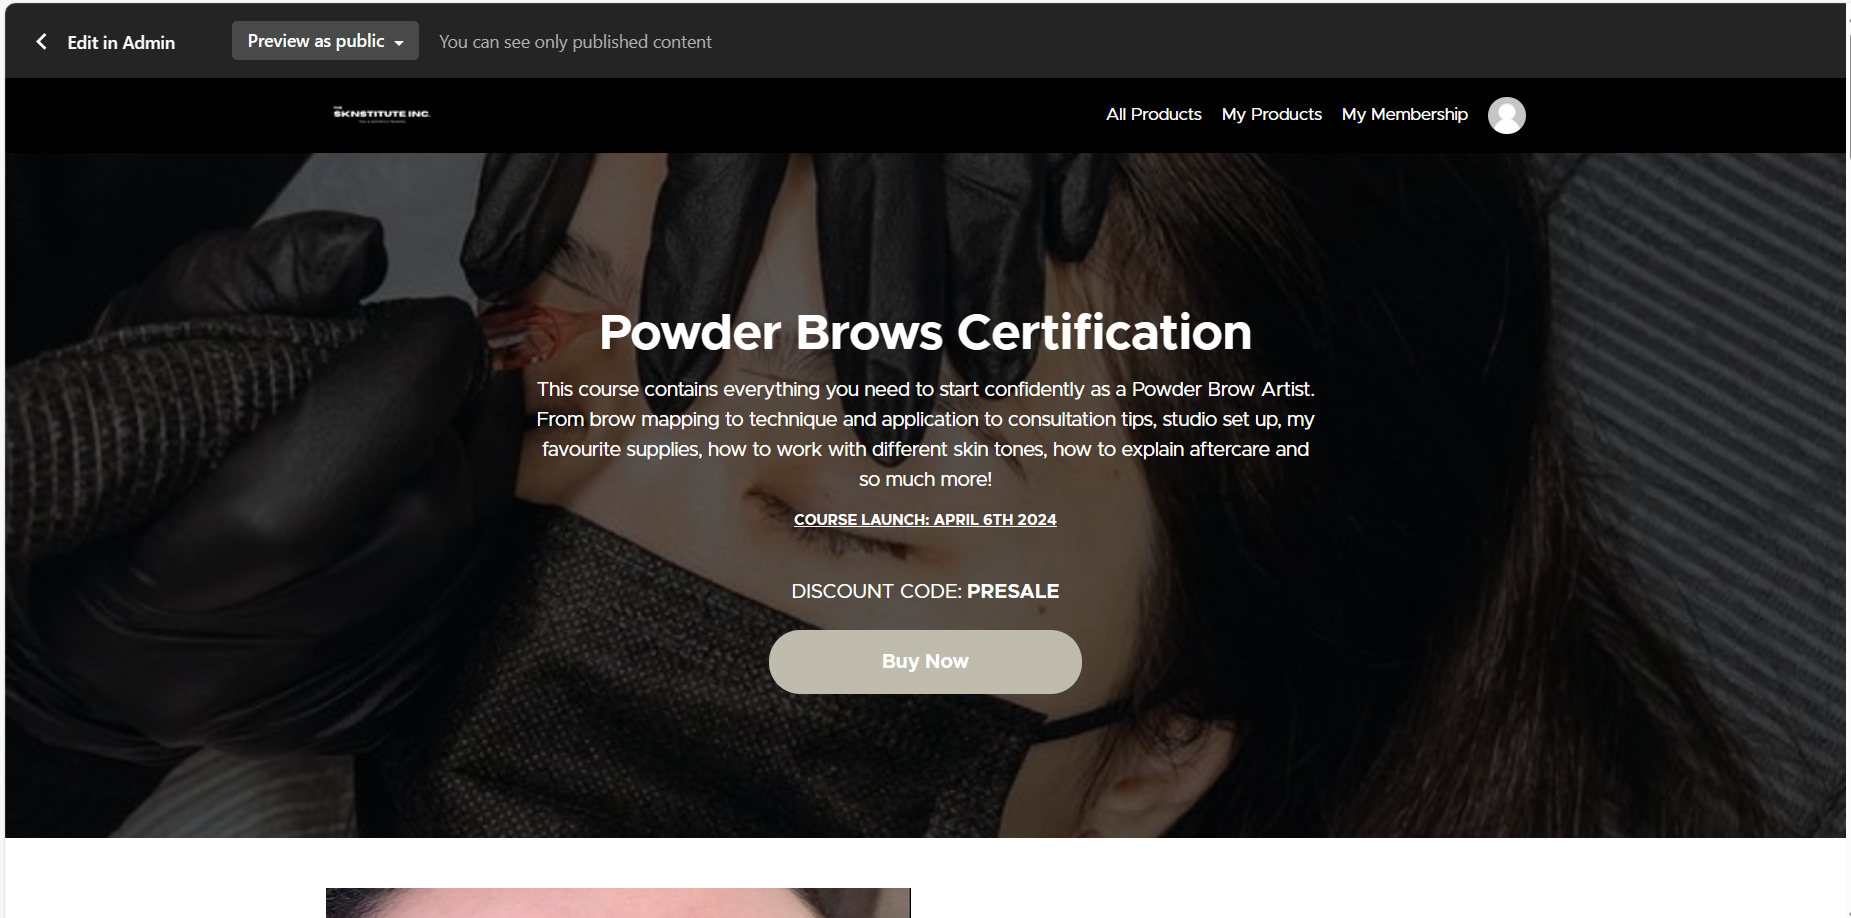 Edit in Admin
Preview as public
You can see only published content
THE
SKNSTITUTE INC.
All Products
My Products
My Membership
Powder Brows Certification
This course contains everything you need to start confidently as a Powder Brow Artist.
From brow mapping to technique and application to consultation tips, studio set up, my
favourite supplies, how to work with different skin tones, how to explain aftercare and
so much more!
COURSE LAUNCH: APRIL 6TH 2024
DISCOUNT CODE: PRESALE
Buy Now